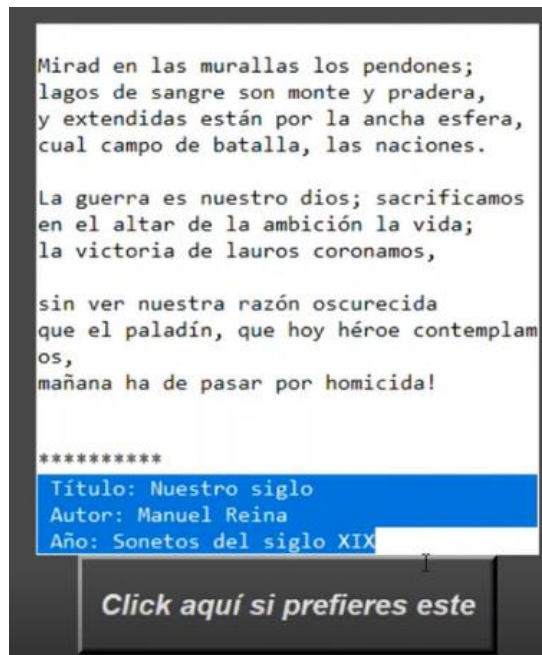 Mirad en las murallas los pendones;
lagos de sangre son monte y pradera,
y extendidas están por la ancha esfera,
cual campo de batalla, las naciones.
La guerra es nuestro dios; sacrificamos
en el altar de la ambición la vida;
la victoria de lauros coronamos,
sin ver nuestra razón oscurecida
que el paladín, que hoy héroe contemplam
os,
mañana ha de pasar por homicida!
**********
Título: Nuestro siglo
Autor: Manuel Reina
Año: Sonetos del siglo XIX
Click aquí si prefieres este